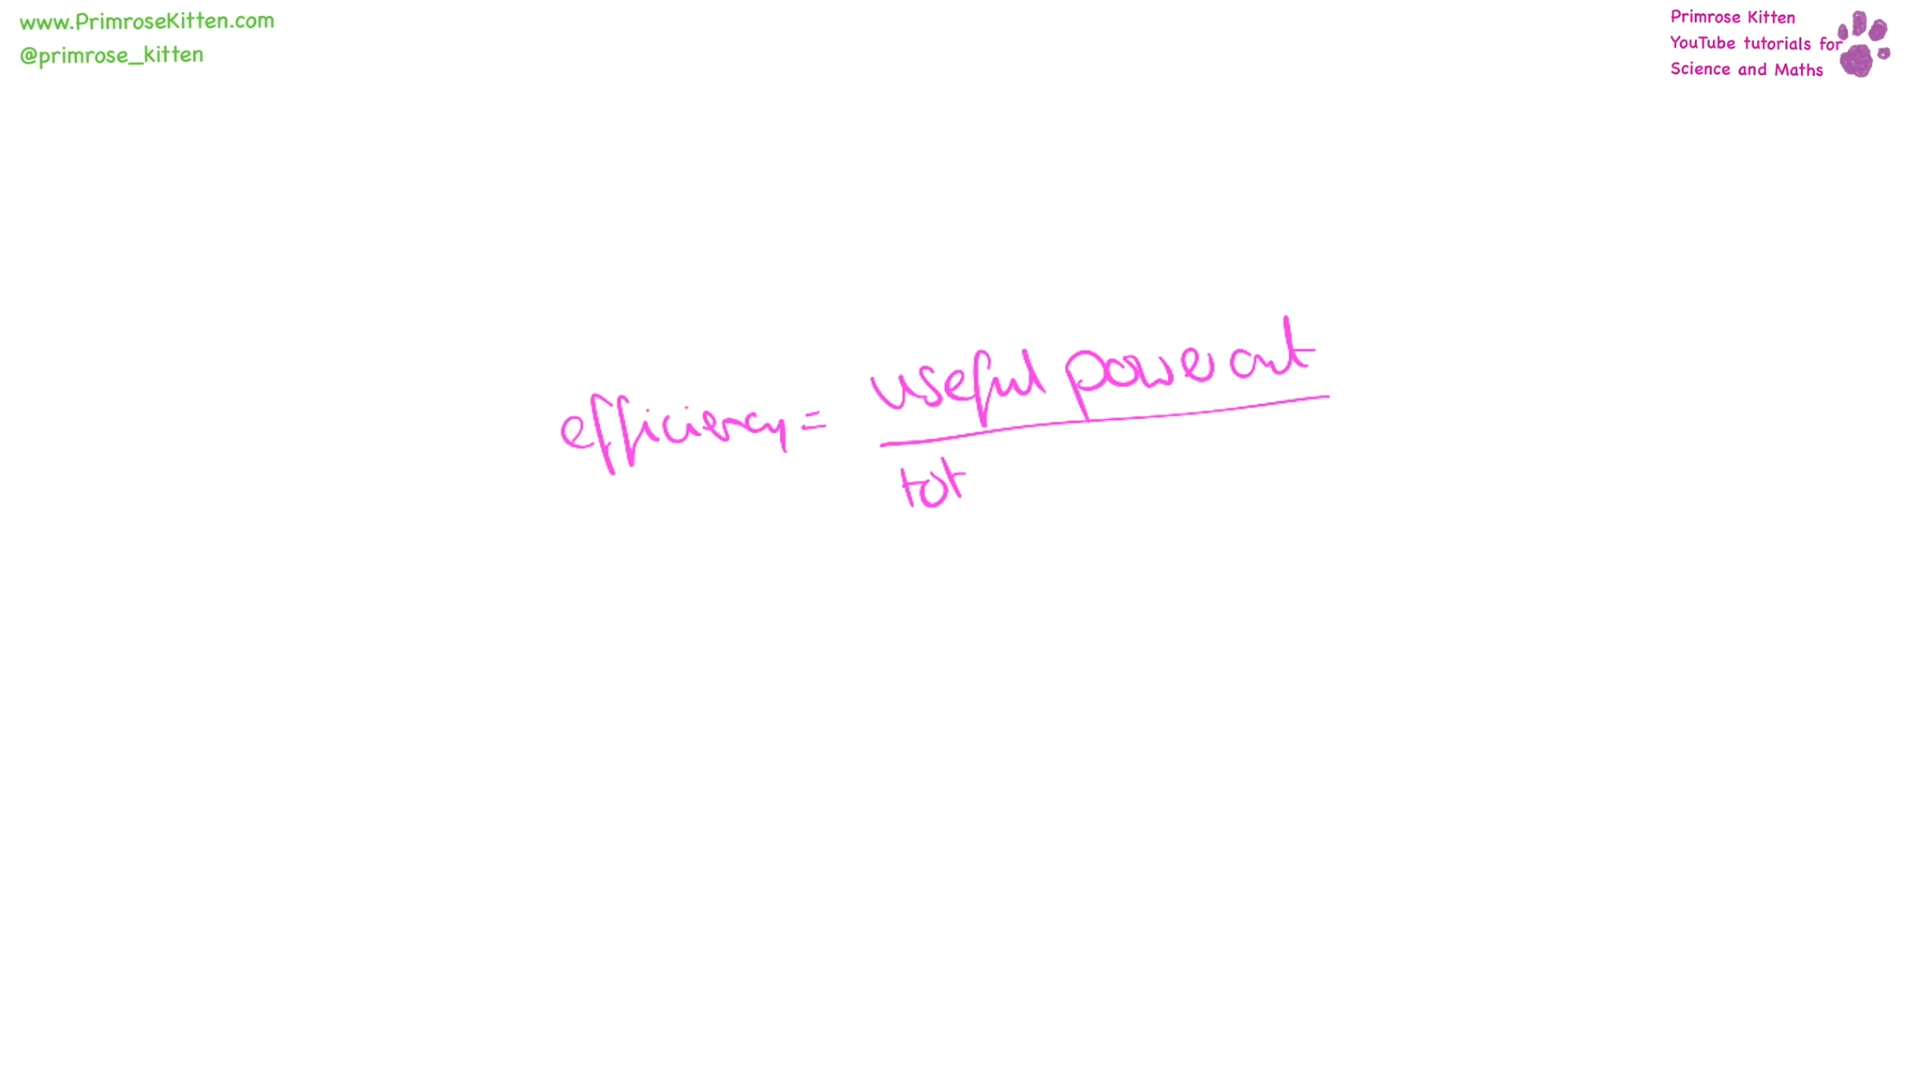 www.PrimroseKitten.com
@primrose_kitten
Primrose Kitten
YouTube tutorials for
Science and Maths
efficiency = useful power out
tot